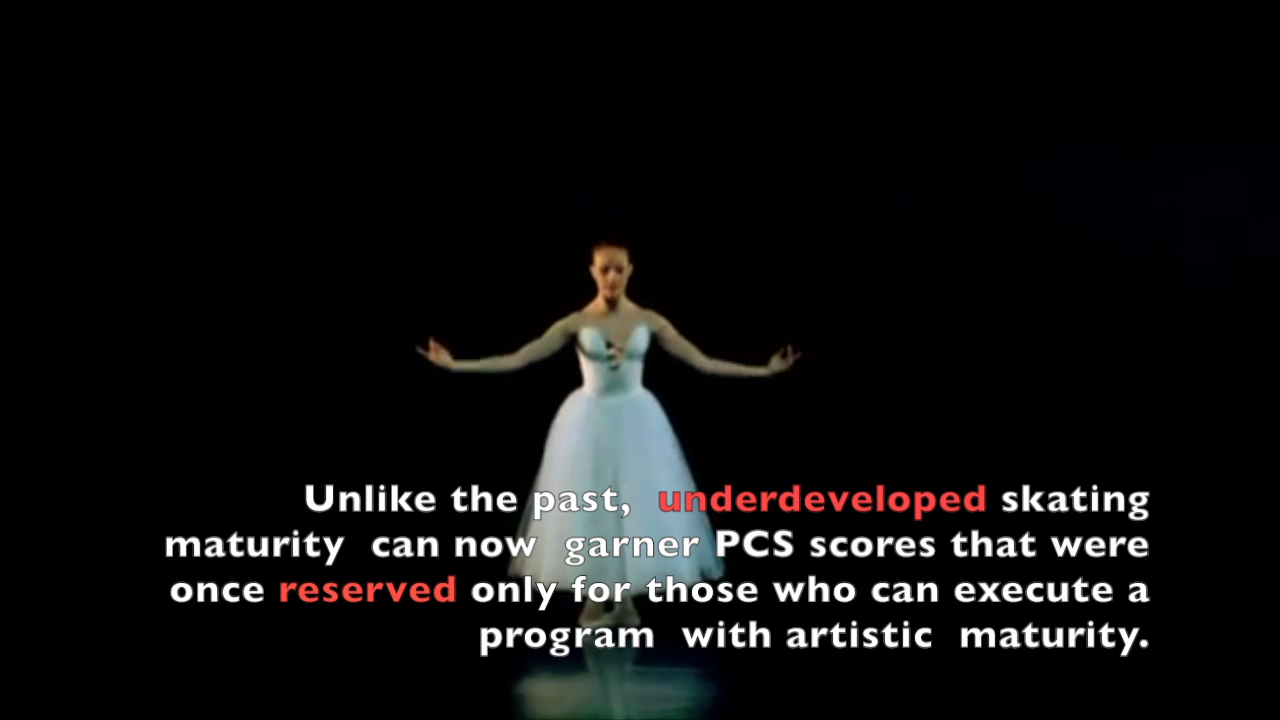 Unlike the past, underdeveloped skating
maturity can now garner PCS scores that were
once reserved only for those who can execute a
program with artistic maturity.